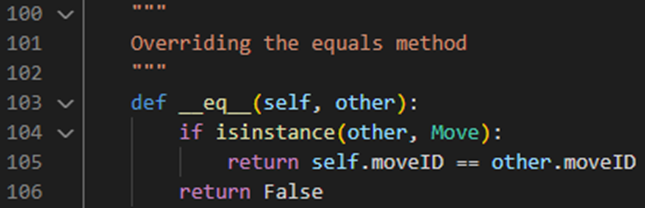 100 """
101 Overriding the equals method
102 """
103 def __eq__(self, other):
104 if isinstance(other, Move):
105 return self.moveID == other.moveID
106 return False